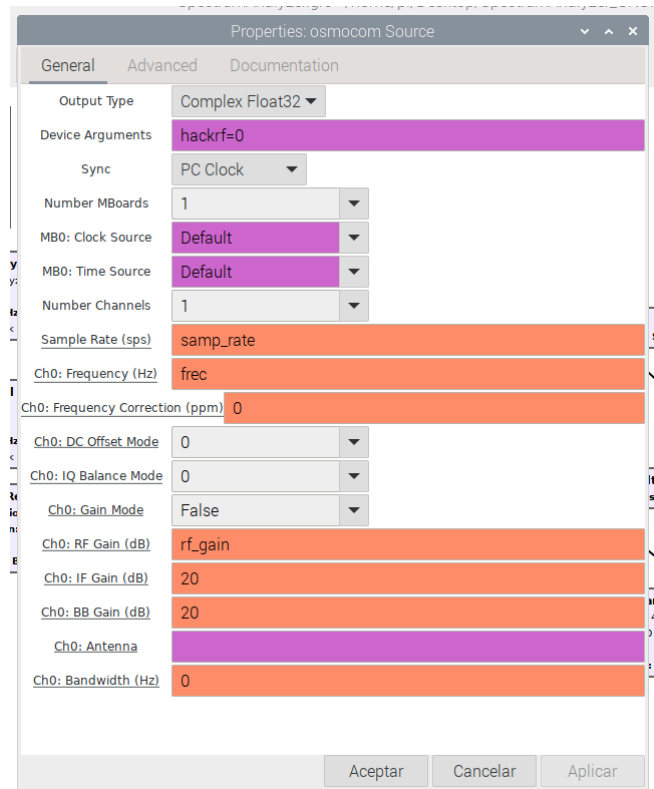 Properties: osmocom Source
General Advanced Documentation
Output Type Complex Float32
Device Arguments hackrf=0
Sync PC Clock
Number MBoards 1
MB0: Clock Source Default
MB0: Time Source Default
Number Channels 1
Sample Rate (sps) samp_rate
Ch0: Frequency (Hz) frec
Ch0: Frequency Correction (ppm) 0
Ch0: DC Offset Mode 0
Ch0: IQ Balance Mode 0
Ch0: Gain Mode False
Ch0: RF Gain (dB) rf_gain
Ch0: IF Gain (dB) 20
Ch0: BB Gain (dB) 20
Ch0: Antenna
Ch0: Bandwidth (Hz) 0
Aceptar Cancelar Aplicar